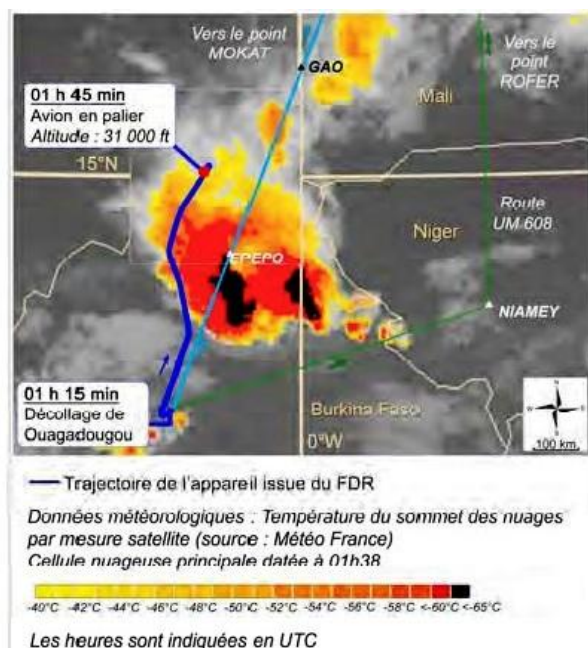 Vers le point
MOKAT
GAO
Vers le point
ROFER
Mali
01 h 45 min
Avion en palier
Altitude : 31 000 ft
15°N
Niger
Route
UM-608
EPEPO
NIAMEY
01 h 15 min
Décollage de
Ouagadougou
Burkina Faso
0°W
N
W
E
S
100 km
Trajectoire de l'appareil issue du FDR
Données météorologiques : Température du sommet des nuages
par mesure satellite (source : Météo France)
Cellule nuageuse principale datée à 01h38
-40°C -42°C -44°C -46°C -48°C -50°C -52°C -54°C -56°C -58°C <-60°C <-65°C
Les heures sont indiquées en UTC